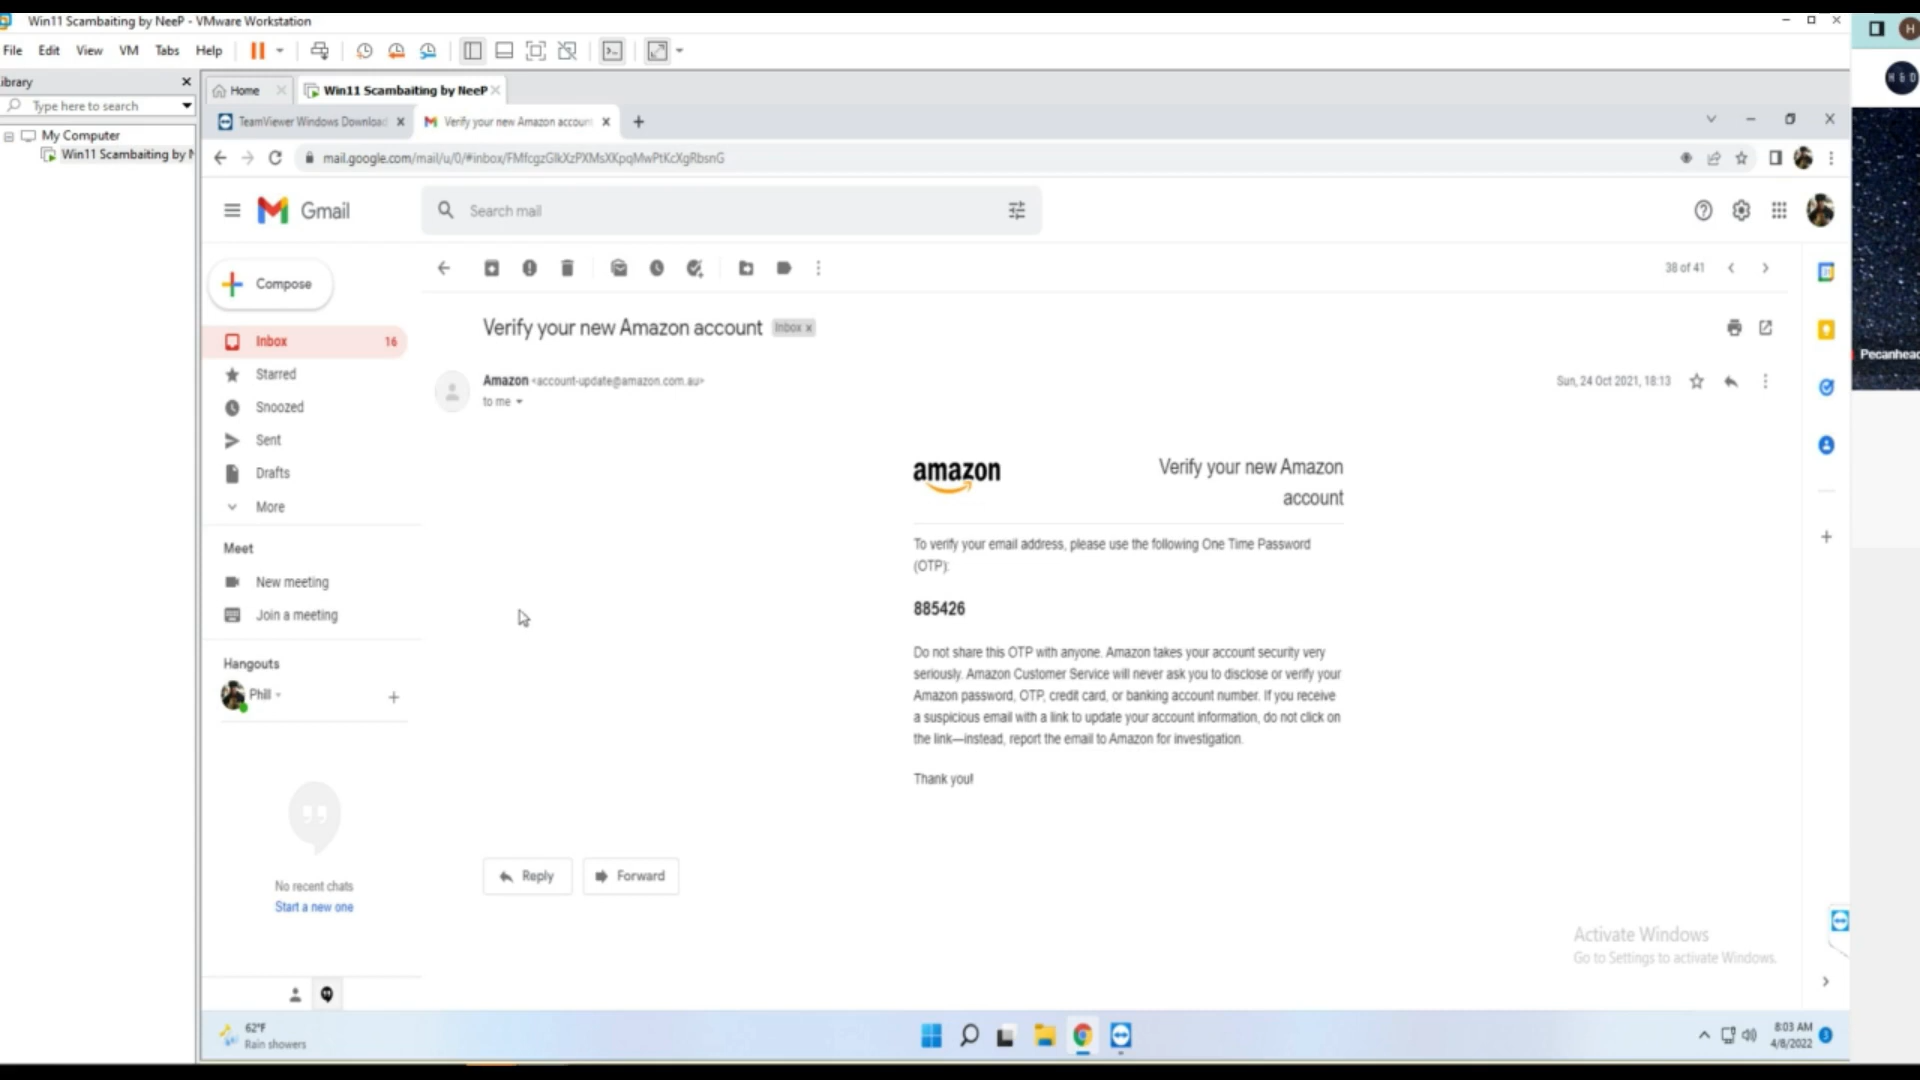 Win11 Scambaiting by NeeP - VMware Workstation
File Edit View VM Tabs Help
ibrary
Type here to search
My Computer
Win11 Scambaiting by N
Home
Win11 Scambaiting by NeeP
TeamViewer Windows Download
Verify your new Amazon account
mail.google.com/mail/u/0/#inbox/FMfcgzGlkXzPXMsXKpqMwPtKcXgRbsnG
Gmail
Search mail
Compose
38 of 41
Verify your new Amazon account
Inbox x
Inbox 16
Starred
Snoozed
Sent
Drafts
More
Amazon <account-update@amazon.com.au>
to me
Sun, 24 Oct 2021, 18:13
amazon
Verify your new Amazon
account
To verify your email address, please use the following One Time Password
(OTP):
885426
Do not share this OTP with anyone. Amazon takes your account security very
seriously. Amazon Customer Service will never ask you to disclose or verify your
Amazon password, OTP, credit card, or banking account number. If you receive
a suspicious email with a link to update your account information, do not click on
the link—instead, report the email to Amazon for investigation.
Thank you!
Meet
New meeting
Join a meeting
Hangouts
Phill
No recent chats
Start a new one
Reply
Forward
Activate Windows
Go to Settings to activate Windows.
62°F
Rain showers
8:03 AM
4/8/2022
H
H & D
Pecanhead